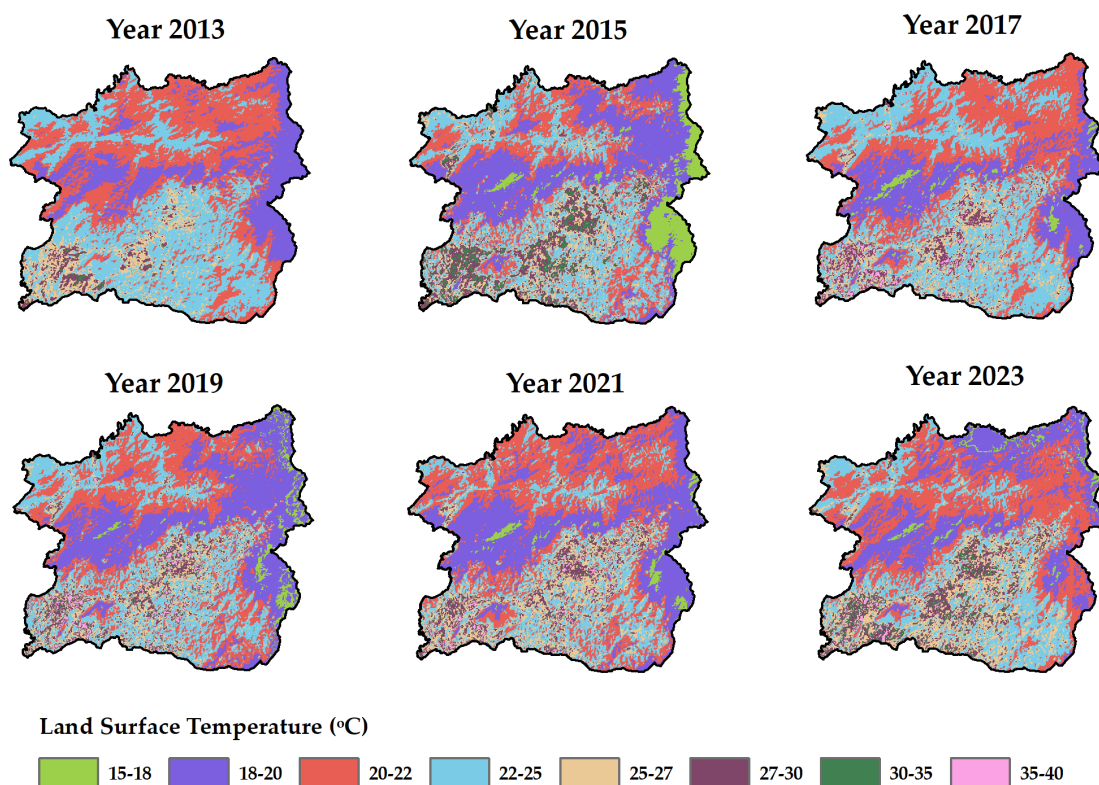 Year 2013
Year 2015
Year 2017
Year 2019
Year 2021
Year 2023
Land Surface Temperature (ºC)
15-18 18-20 20-22 22-25 25-27 27-30 30-35 35-40